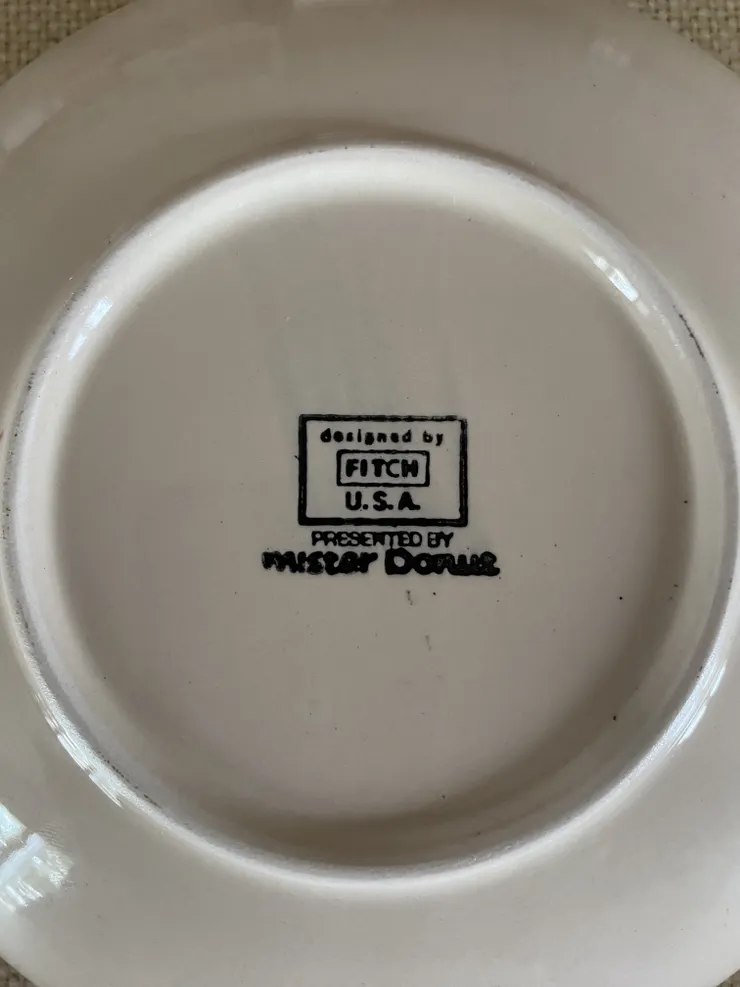 designed by
FITCH
U.S.A.
PRESENTED BY
mister Donut